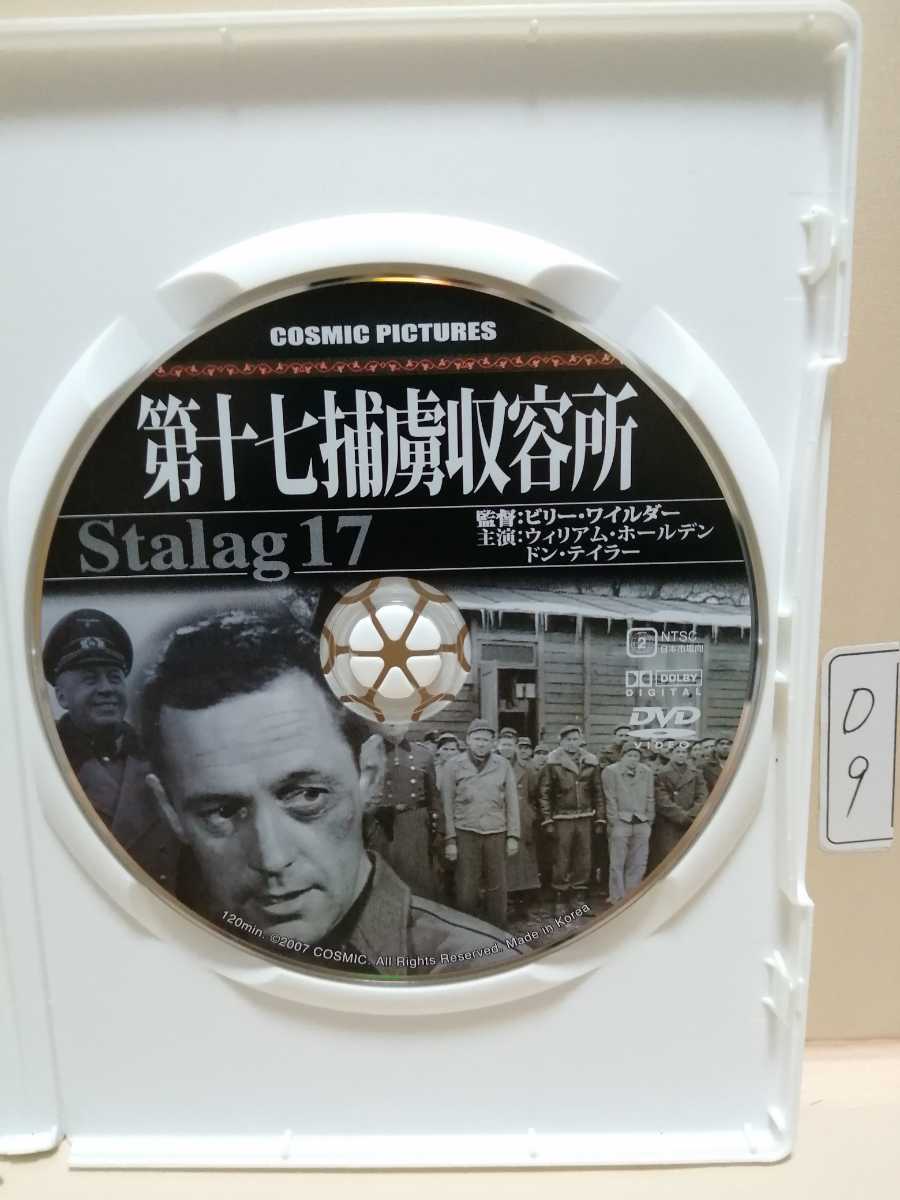 COSMIC PICTURES
第十七捕虜収容所
Stalag 17
監督:ビリー・ワイルダー
主演:ウィリアム・ホールデン
ドン・テイラー
2 NTSC
日本市場向
DOLBY
DIGITAL
DVD
VIDEO
120min. ©2007 COSMIC. All Rights Reserved. Made in Korea
D
9